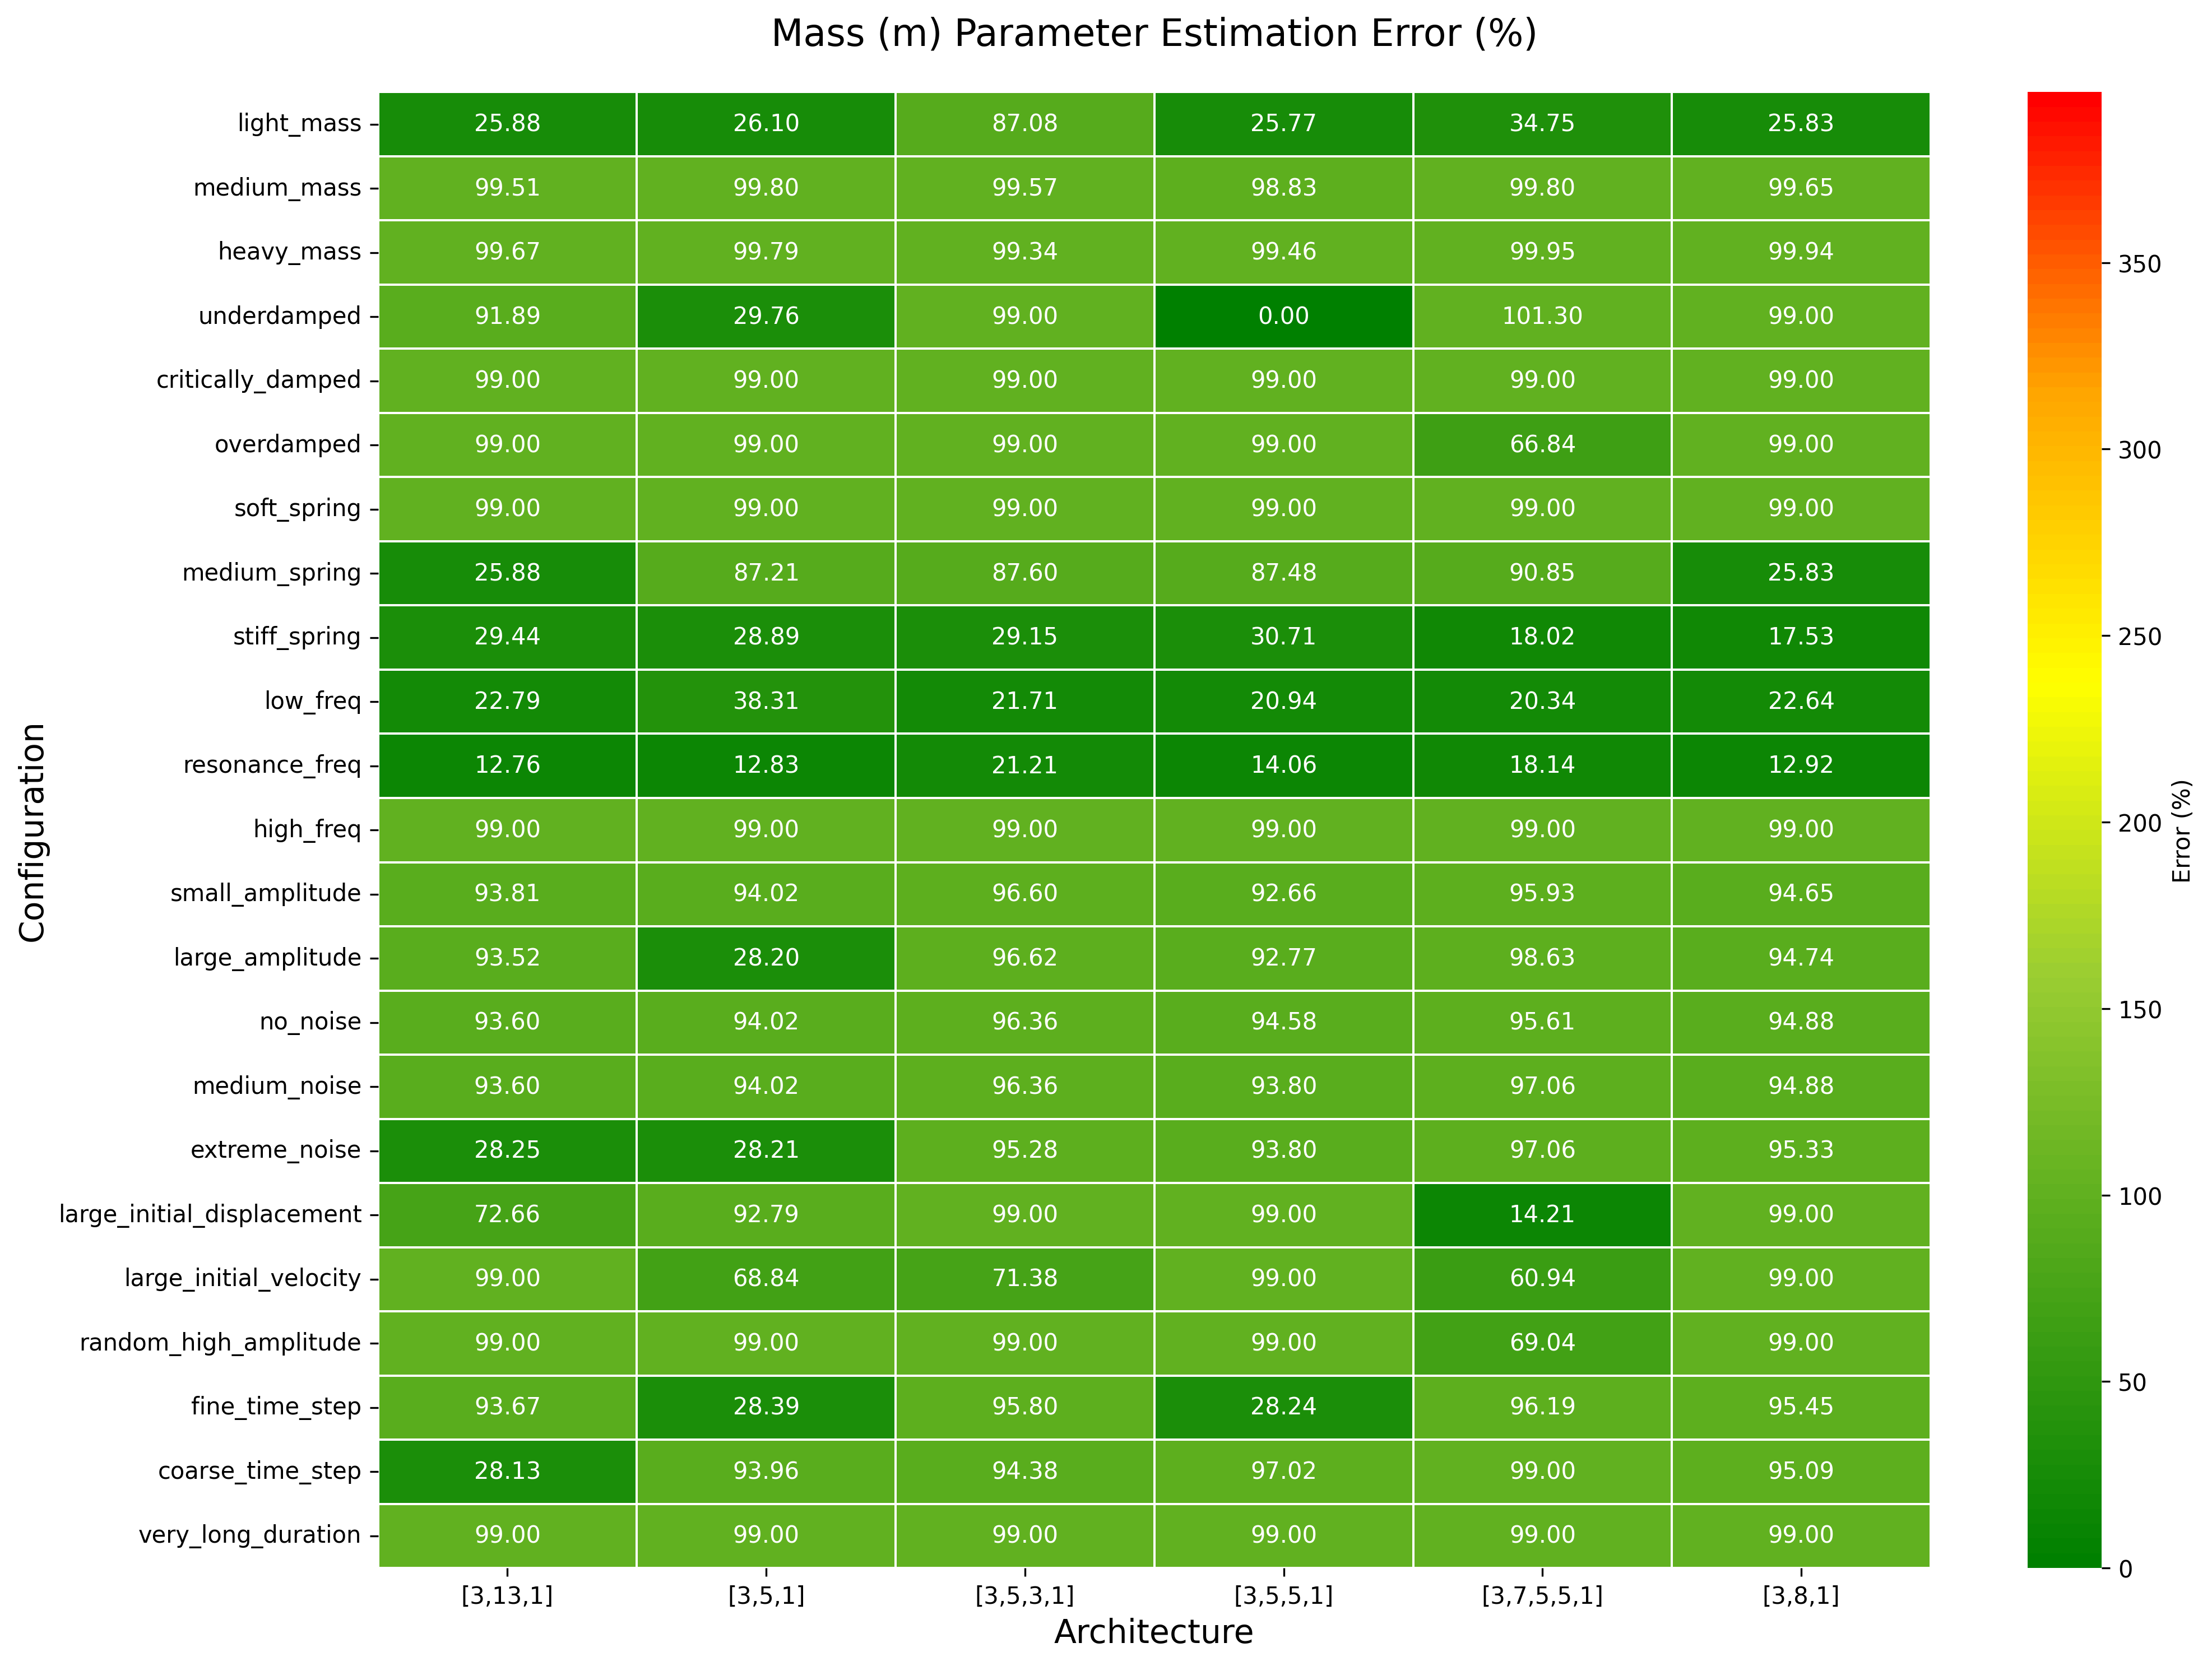 Mass (m) Parameter Estimation Error (%)
Configuration
light_mass 25.88 26.10 87.08 25.77 34.75 25.83
medium_mass 99.51 99.80 99.57 98.83 99.80 99.65
heavy_mass 99.67 99.79 99.34 99.46 99.95 99.94
underdamped 91.89 29.76 99.00 0.00 101.30 99.00
critically_damped 99.00 99.00 99.00 99.00 99.00 99.00
overdamped 99.00 99.00 99.00 99.00 66.84 99.00
soft_spring 99.00 99.00 99.00 99.00 99.00 99.00
medium_spring 25.88 87.21 87.60 87.48 90.85 25.83
stiff_spring 29.44 28.89 29.15 30.71 18.02 17.53
low_freq 22.79 38.31 21.71 20.94 20.34 22.64
resonance_freq 12.76 12.83 21.21 14.06 18.14 12.92
high_freq 99.00 99.00 99.00 99.00 99.00 99.00
small_amplitude 93.81 94.02 96.60 92.66 95.93 94.65
large_amplitude 93.52 28.20 96.62 92.77 98.63 94.74
no_noise 93.60 94.02 96.36 94.58 95.61 94.88
medium_noise 93.60 94.02 96.36 93.80 97.06 94.88
extreme_noise 28.25 28.21 95.28 93.80 97.06 95.33
large_initial_displacement 72.66 92.79 99.00 99.00 14.21 99.00
large_initial_velocity 99.00 68.84 71.38 99.00 60.94 99.00
random_high_amplitude 99.00 99.00 99.00 99.00 69.04 99.00
fine_time_step 93.67 28.39 95.80 28.24 96.19 95.45
coarse_time_step 28.13 93.96 94.38 97.02 99.00 95.09
very_long_duration 99.00 99.00 99.00 99.00 99.00 99.00
[3,13,1] [3,5,1] [3,5,3,1] [3,5,5,1] [3,7,5,5,1] [3,8,1]
Architecture
350
300
250
200
150
100
50
0
Error (%)